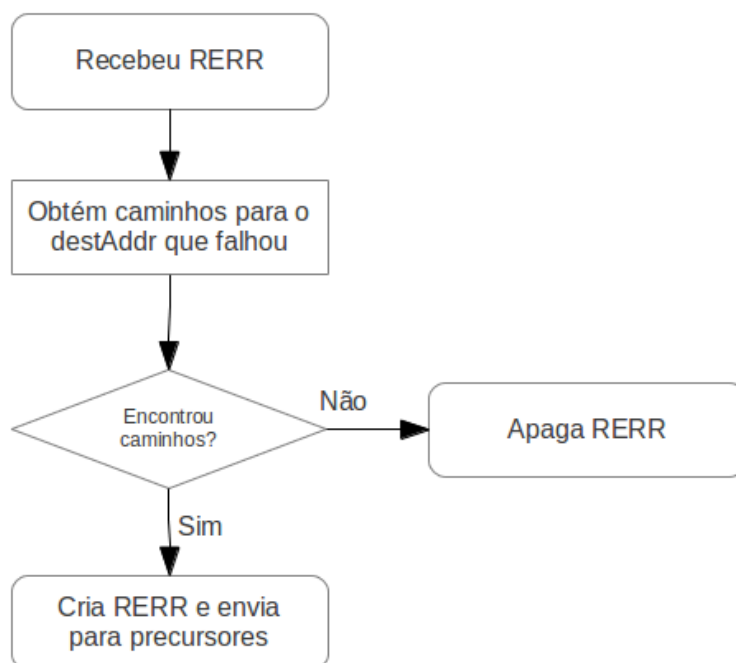 Recebeu RERR
Obtém caminhos para o
destAddr que falhou
Encontrou
caminhos?
Não
Apaga RERR
Sim
Cria RERR e envia
para precursores